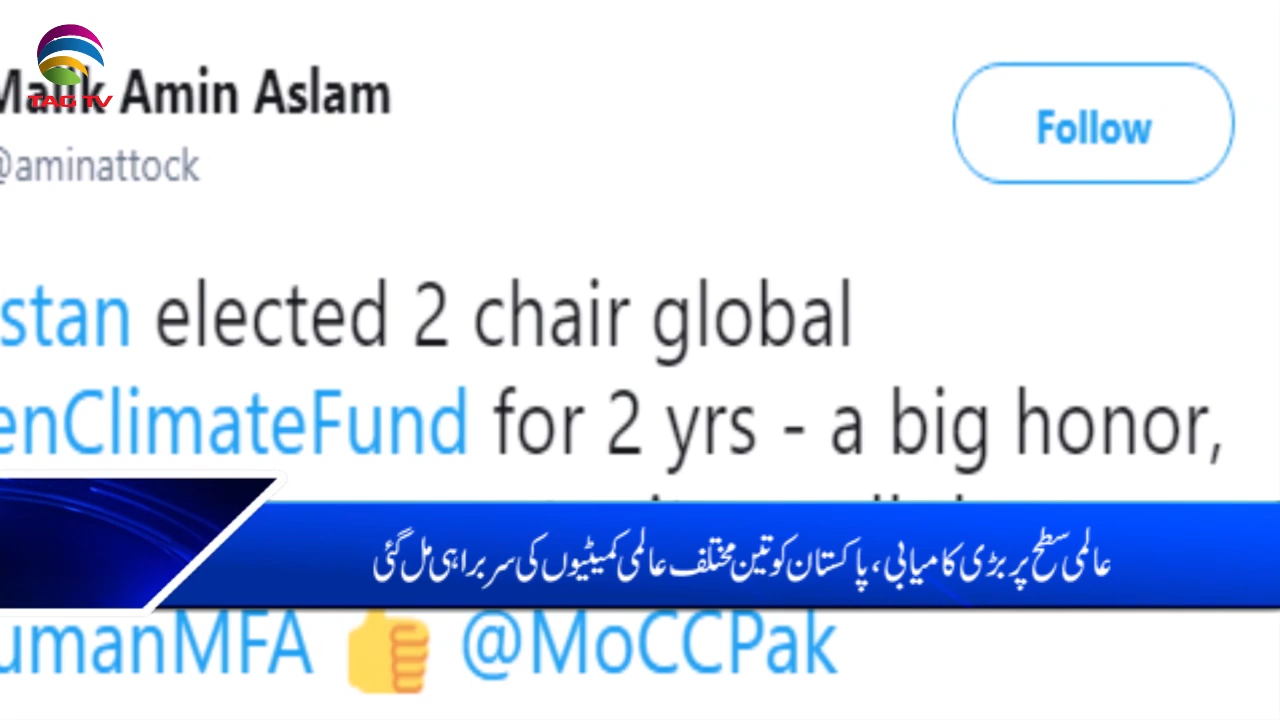 TAG TV
Malik Amin Aslam
@aminattock
Follow
stan elected 2 chair global
enClimateFund for 2 yrs - a big honor,
عالمی سطح پر بڑی کامیابی، پاکستان کو تین مختلف عالمی کمیٹیوں کی سربراہی مل گئی
umanMFA 👍 @MoCCPak